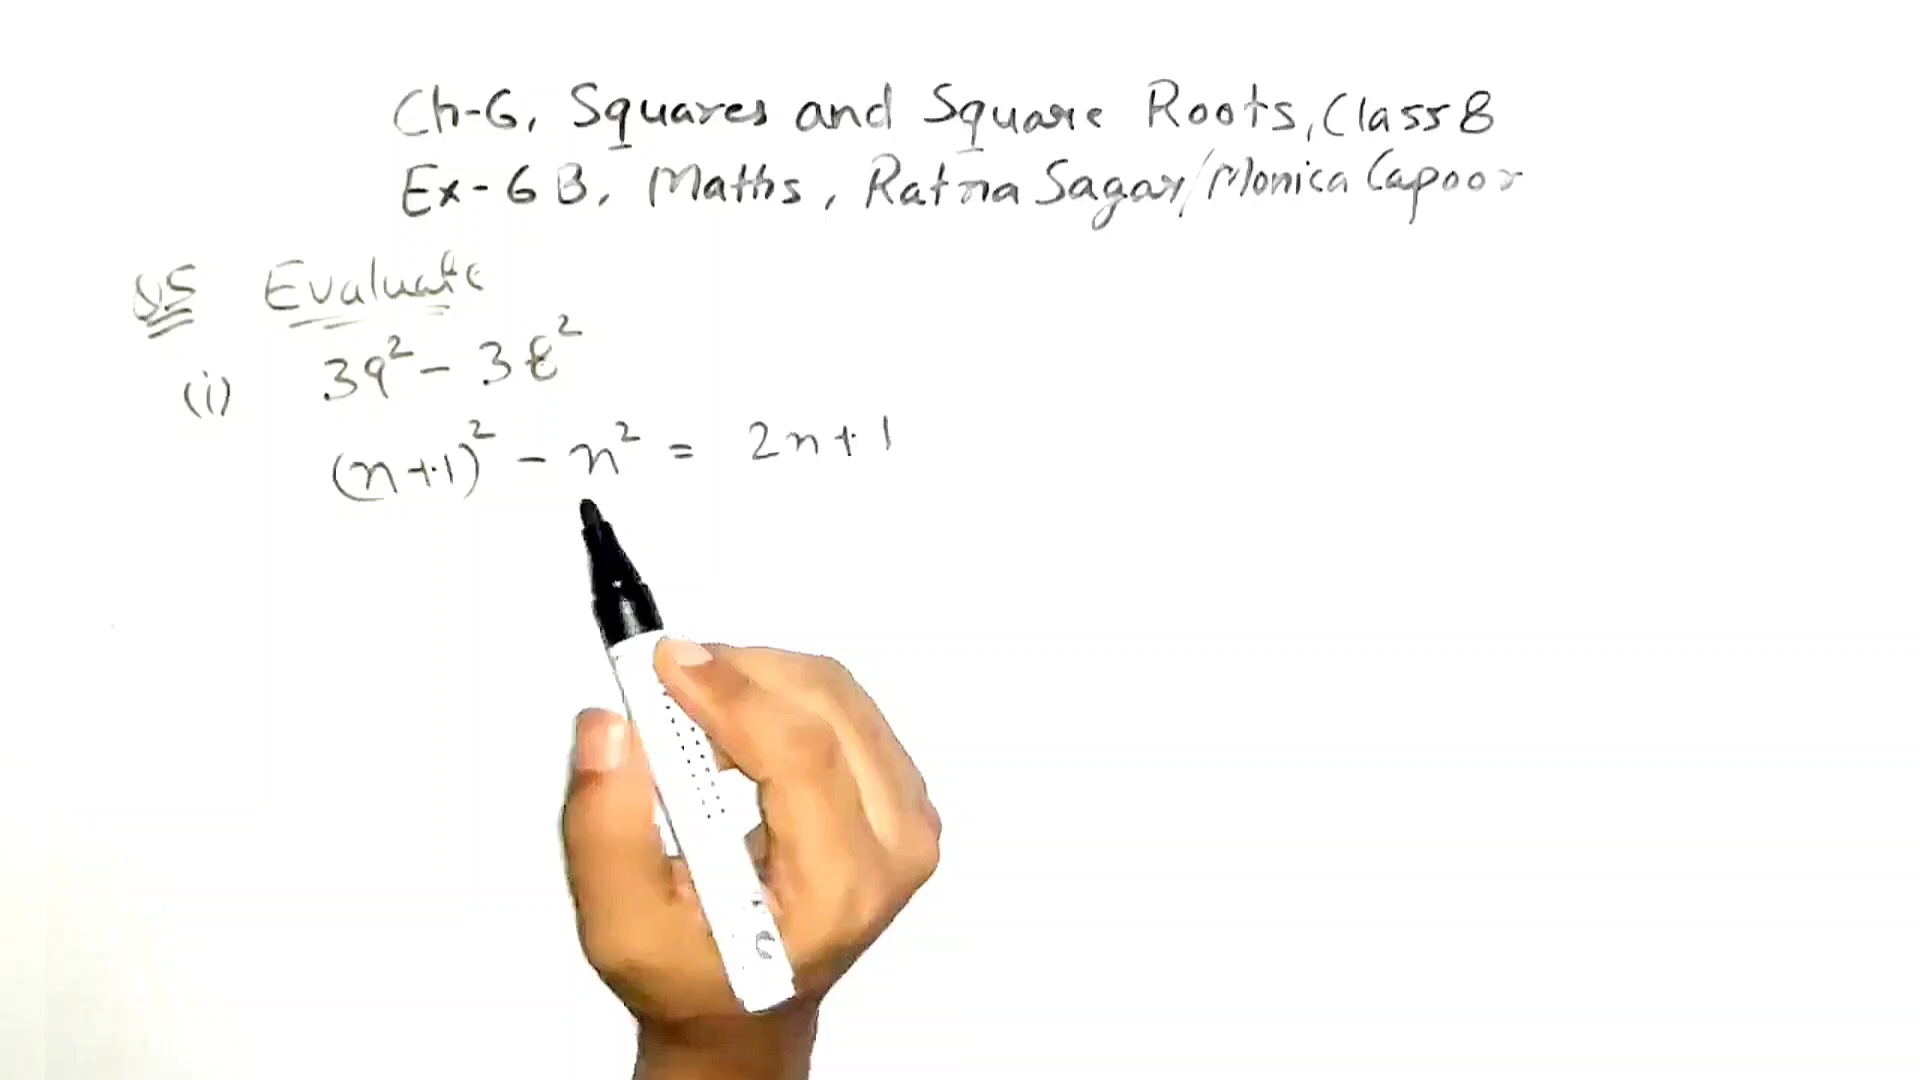 Ch-6, Squares and Square Roots, Class 8
Ex-6B, Maths, Ratna Sagar/Monica Capoor
Q5 Evaluate
(i) 39² - 38²
(n+1)² - n² = 2n+1